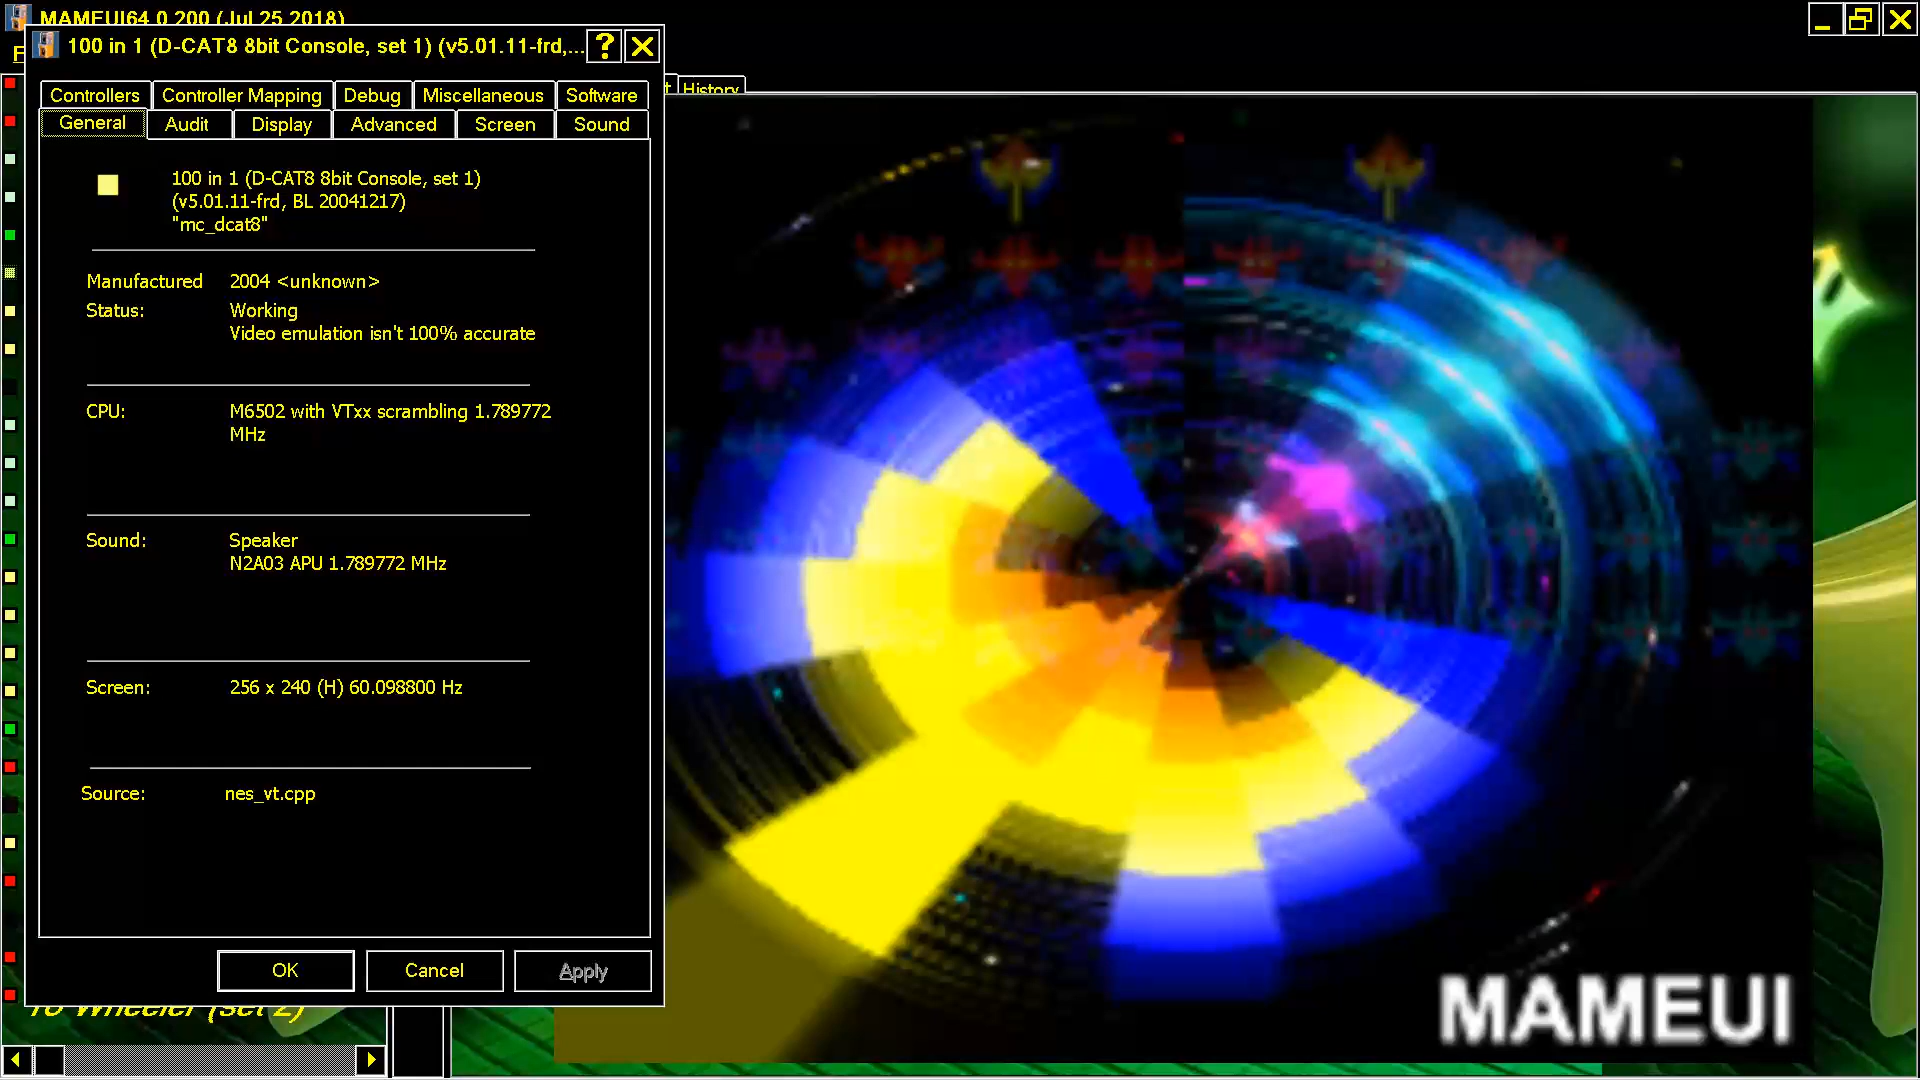 MAMEUI64 0.200 (Jul 25 2018)
100 in 1 (D-CAT8 8bit Console, set 1) (v5.01.11-frd,...
F
History
Controllers Controller Mapping Debug Miscellaneous Software
General Audit Display Advanced Screen Sound
100 in 1 (D-CAT8 8bit Console, set 1)
(v5.01.11-frd, BL 20041217)
"mc_dcat8"
Manufactured 2004 <unknown>
Status: Working
Video emulation isn't 100% accurate
CPU: M6502 with VTxx scrambling 1.789772
MHz
Sound: Speaker
N2A03 APU 1.789772 MHz
Screen: 256 x 240 (H) 60.098800 Hz
Source: nes_vt.cpp
OK Cancel Apply
Wheeler (set 2)
MAMEUI